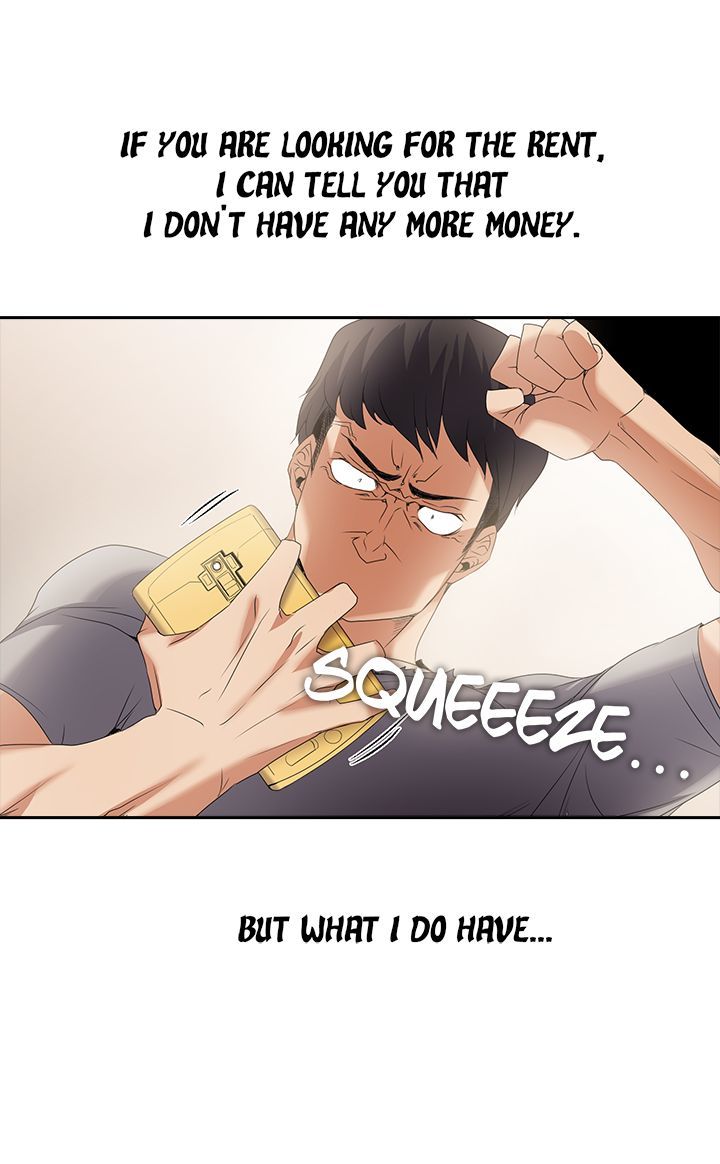 IF YOU ARE LOOKING FOR THE RENT,
I CAN TELL YOU THAT
I DON'T HAVE ANY MORE MONEY.
SQUEEEZE...
BUT WHAT I DO HAVE...